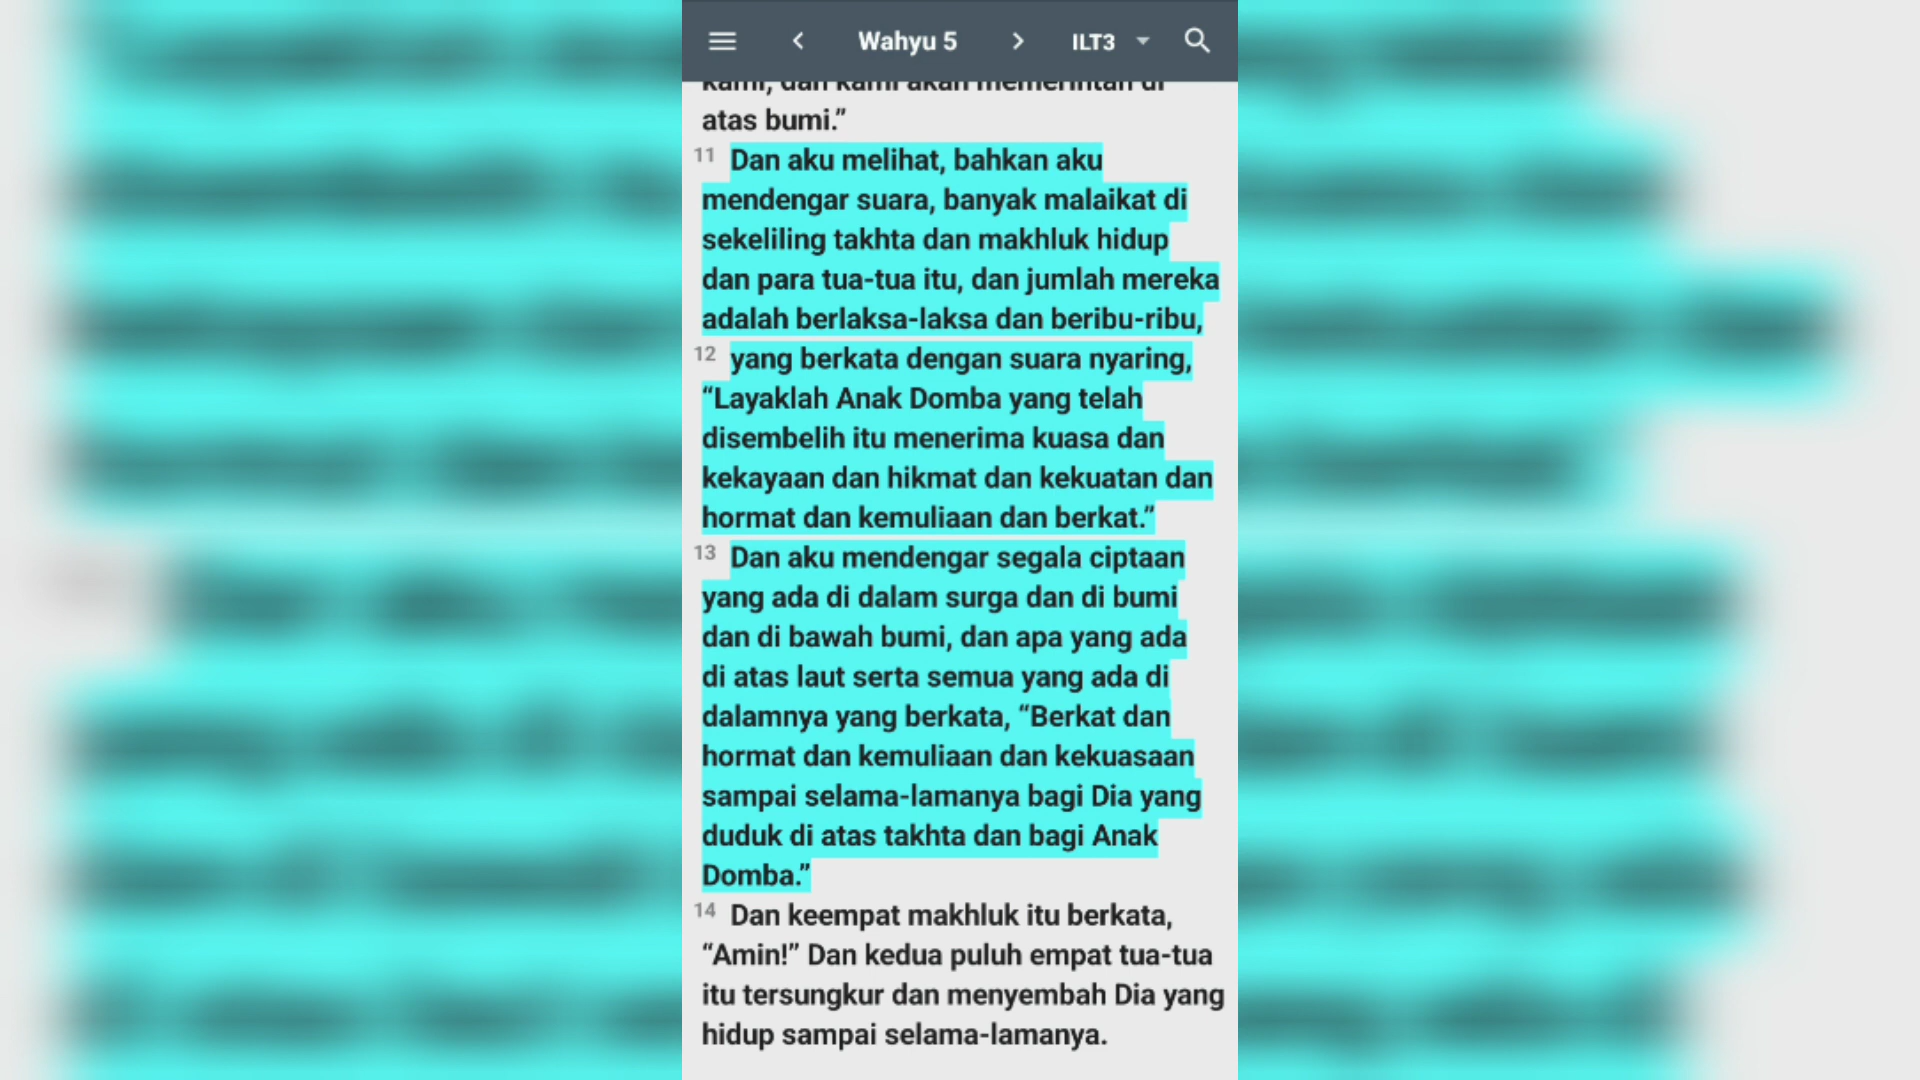 Wahyu 5 ILT3
kami, dan kami akan memerintah di
atas bumi.”
11 Dan aku melihat, bahkan aku
mendengar suara, banyak malaikat di
sekeliling takhta dan makhluk hidup
dan para tua-tua itu, dan jumlah mereka
adalah berlaksa-laksa dan beribu-ribu,
12 yang berkata dengan suara nyaring,
“Layaklah Anak Domba yang telah
disembelih itu menerima kuasa dan
kekayaan dan hikmat dan kekuatan dan
hormat dan kemuliaan dan berkat.”
13 Dan aku mendengar segala ciptaan
yang ada di dalam surga dan di bumi
dan di bawah bumi, dan apa yang ada
di atas laut serta semua yang ada di
dalamnya yang berkata, “Berkat dan
hormat dan kemuliaan dan kekuasaan
sampai selama-lamanya bagi Dia yang
duduk di atas takhta dan bagi Anak
Domba.”
14 Dan keempat makhluk itu berkata,
“Amin!” Dan kedua puluh empat tua-tua
itu tersungkur dan menyembah Dia yang
hidup sampai selama-lamanya.